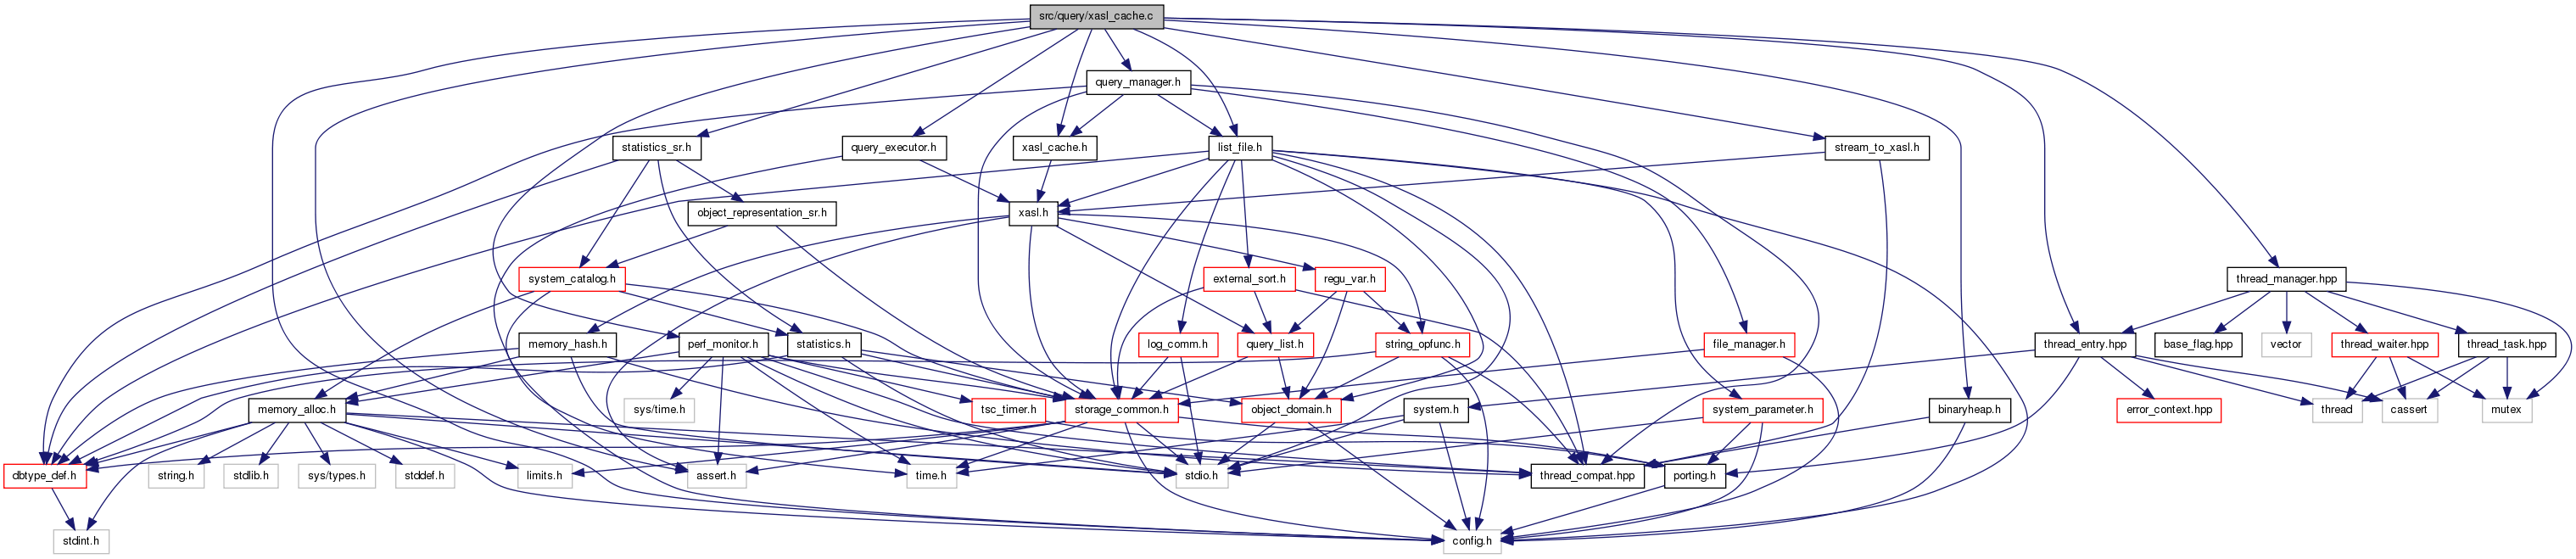 src/query/xasl_cache.c
query_manager.h
statistics_sr.h
query_executor.h
xasl_cache.h
list_file.h
stream_to_xasl.h
object_representation_sr.h
xasl.h
system_catalog.h
external_sort.h
regu_var.h
thread_manager.hpp
memory_hash.h
perf_monitor.h
statistics.h
log_comm.h
query_list.h
string_opfunc.h
file_manager.h
thread_entry.hpp
base_flag.hpp
vector
thread_waiter.hpp
thread_task.hpp
memory_alloc.h
sys/time.h
tsc_timer.h
storage_common.h
object_domain.h
system.h
system_parameter.h
binaryheap.h
error_context.hpp
thread
cassert
mutex
dbtype_def.h
string.h
stdlib.h
sys/types.h
stddef.h
limits.h
assert.h
time.h
stdio.h
thread_compat.hpp
porting.h
stdint.h
config.h